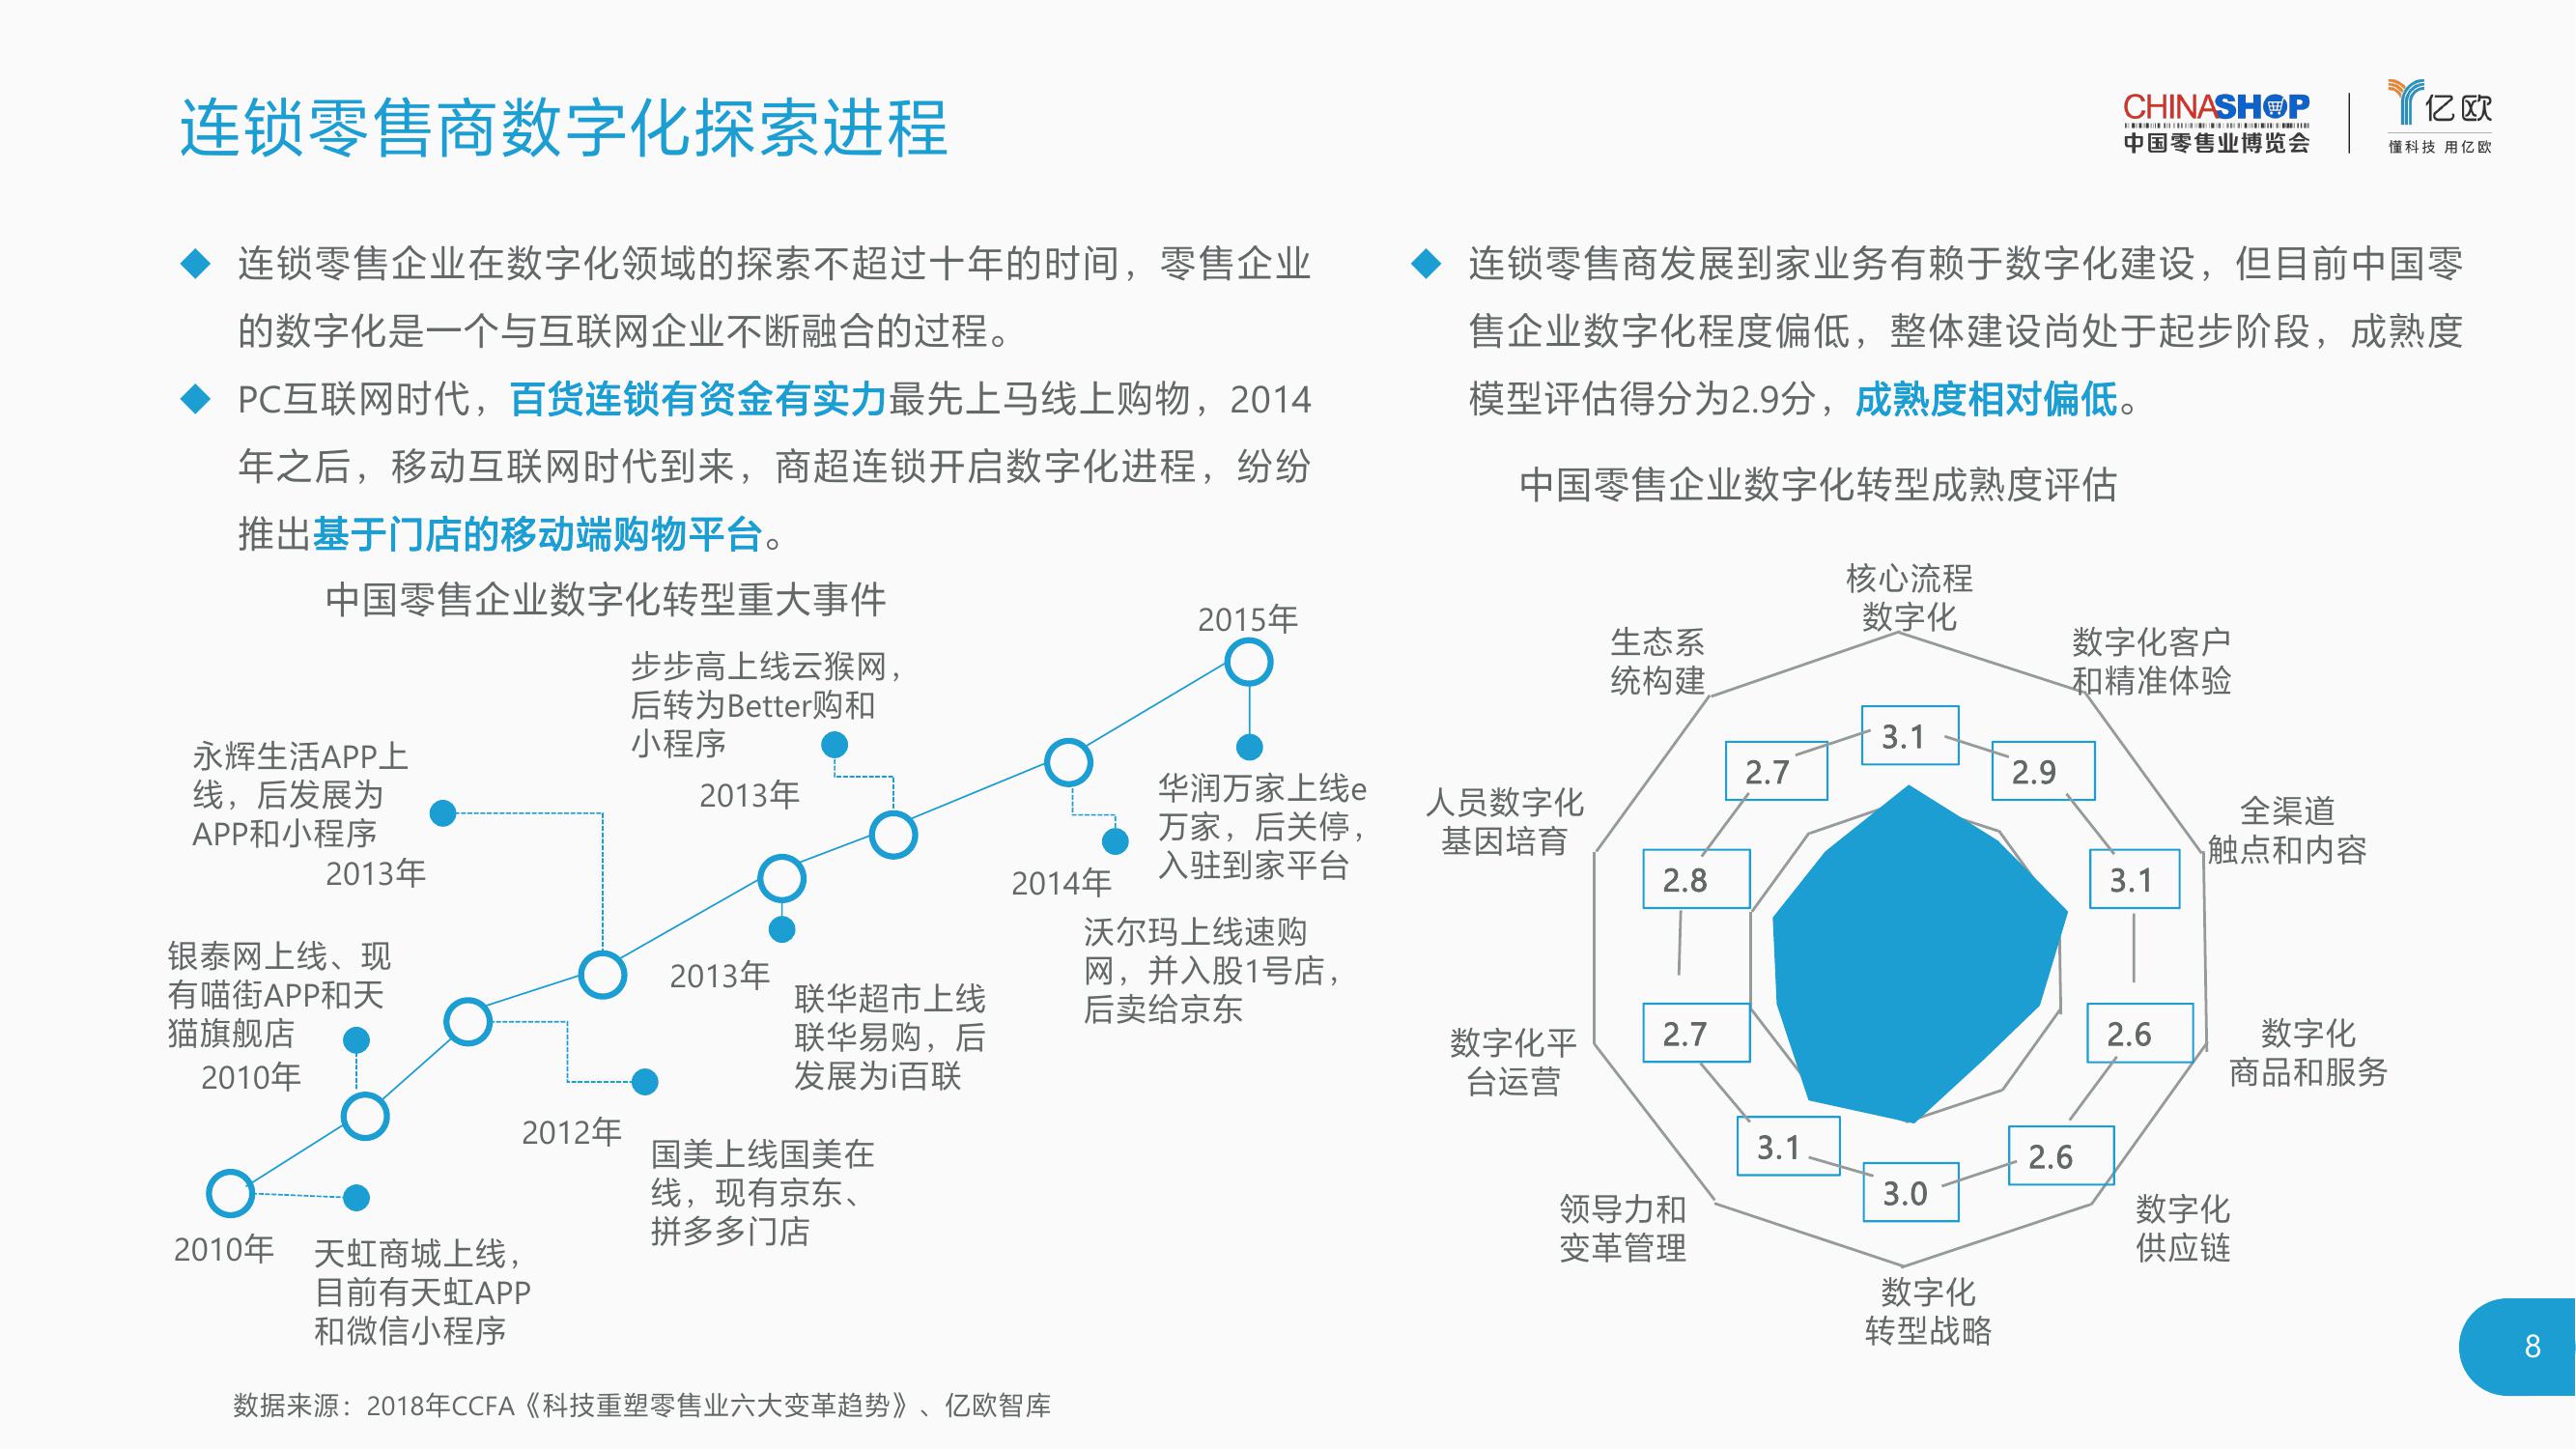 连锁零售商数字化探索进程
CHINASHOP
中国零售业博览会
亿欧
懂科技 用亿欧
连锁零售企业在数字化领域的探索不超过十年的时间，零售企业
的数字化是一个与互联网企业不断融合的过程。
PC互联网时代，百货连锁有资金有实力最先上马线上购物，2014
年之后，移动互联网时代到来，商超连锁开启数字化进程，纷纷
推出基于门店的移动端购物平台。
中国零售企业数字化转型重大事件
2015年
步步高上线云猴网，
后转为Better购和
小程序
2013年
永辉生活APP上
线，后发展为
APP和小程序
2013年
华润万家上线e
万家，后关停，
入驻到家平台
2014年
沃尔玛上线速购
网，并入股1号店，
后卖给京东
银泰网上线、现
有喵街APP和天
猫旗舰店
2010年
2013年
联华超市上线
联华易购，后
发展为i百联
2012年
国美上线国美在
线，现有京东、
拼多多门店
2010年
天虹商城上线，
目前有天虹APP
和微信小程序
连锁零售商发展到家业务有赖于数字化建设，但目前中国零
售企业数字化程度偏低，整体建设尚处于起步阶段，成熟度
模型评估得分为2.9分，成熟度相对偏低。
中国零售企业数字化转型成熟度评估
核心流程
数字化
生态系
统构建
数字化客户
和精准体验
3.1
2.7
2.9
人员数字化
基因培育
全渠道
触点和内容
2.8
3.1
2.7
2.6
数字化平
台运营
数字化
商品和服务
3.1
2.6
3.0
领导力和
变革管理
数字化
供应链
数字化
转型战略
数据来源：2018年CCFA《科技重塑零售业六大变革趋势》、亿欧智库
8